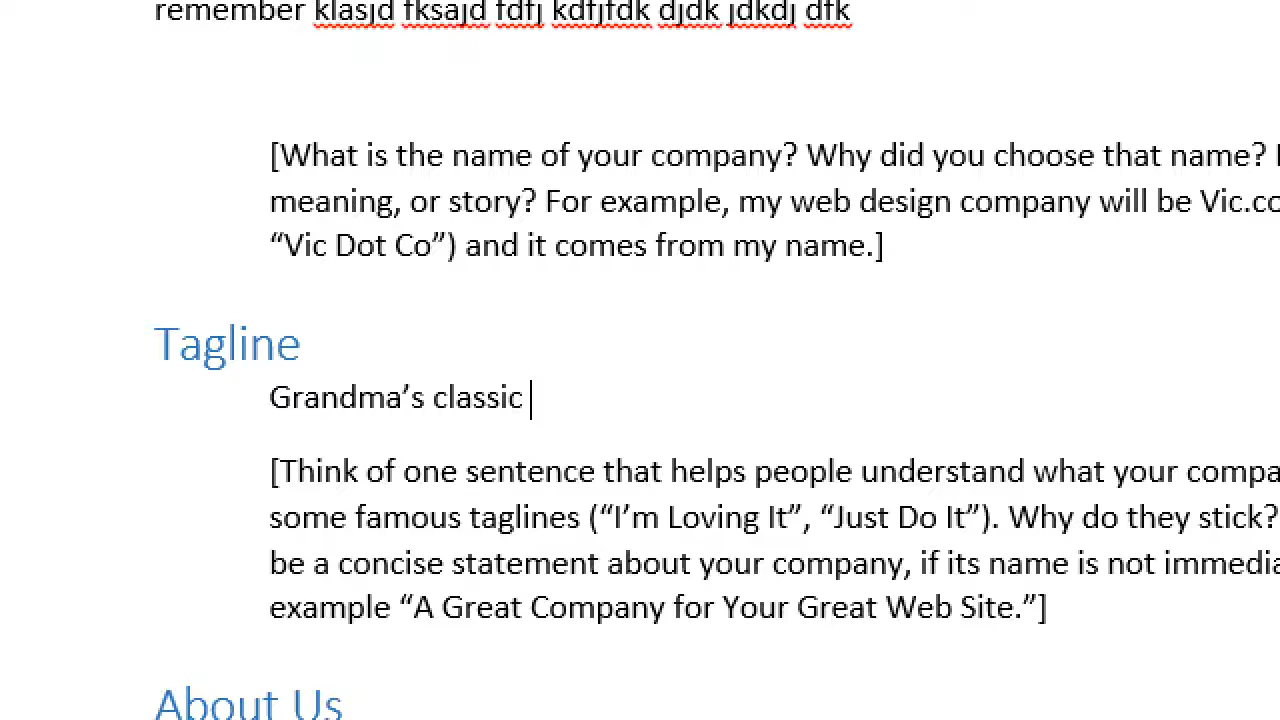 remember klasjd fksajd fdfj kdfjfdk djdk jdkdj dfk
[What is the name of your company? Why did you choose that name?
meaning, or story? For example, my web design company will be Vic.co
“Vic Dot Co”) and it comes from my name.]
Tagline
Grandma’s classic
[Think of one sentence that helps people understand what your compa
some famous taglines (“I’m Loving It”, “Just Do It”). Why do they stick?
be a concise statement about your company, if its name is not immedia
example “A Great Company for Your Great Web Site.”]
About Us